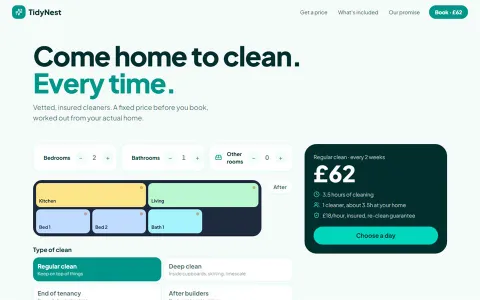 TidyNest
Get a price
What's included
Our promise
Book · £62
Come home to clean.
Every time.
Vetted, insured cleaners. A fixed price before you book,
worked out from your actual home.
Bedrooms - 2 +
Bathrooms - 1 +
Other rooms - 0 +
Kitchen
Living
Bed 1
Bed 2
Bath 1
After
Regular clean · every 2 weeks
£62
3.5 hours of cleaning
1 cleaner, about 3.5h at your home
£18/hour, insured, re-clean guarantee
Choose a day
Type of clean
Regular clean
Keep on top of things
Deep clean
Inside cupboards, skirting, limescale
End of tenancy
After builders